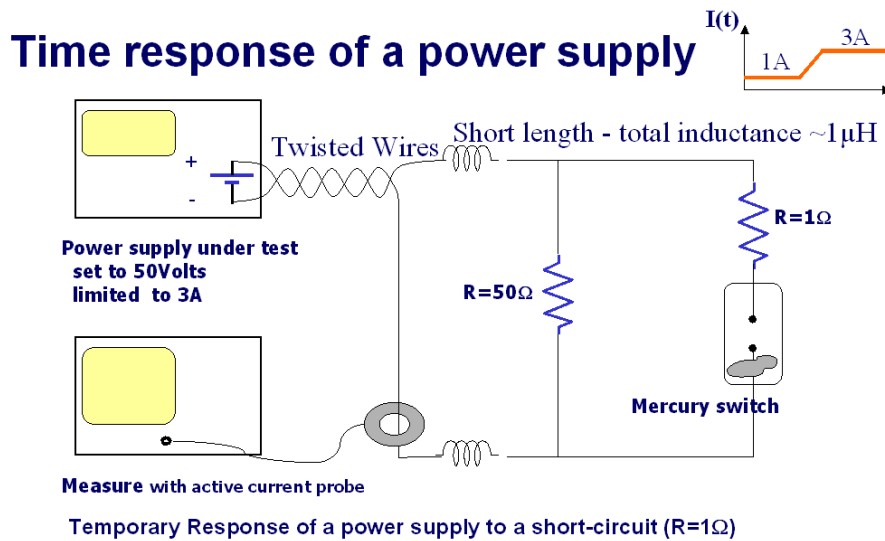 Time response of a power supply
I(t)
1A
3A
Twisted Wires
Short length - total inductance ~1µH
+
-
R=1Ω
Power supply under test
set to 50Volts
limited to 3A
R=50Ω
Mercury switch
Measure with active current probe
Temporary Response of a power supply to a short-circuit (R=1Ω)